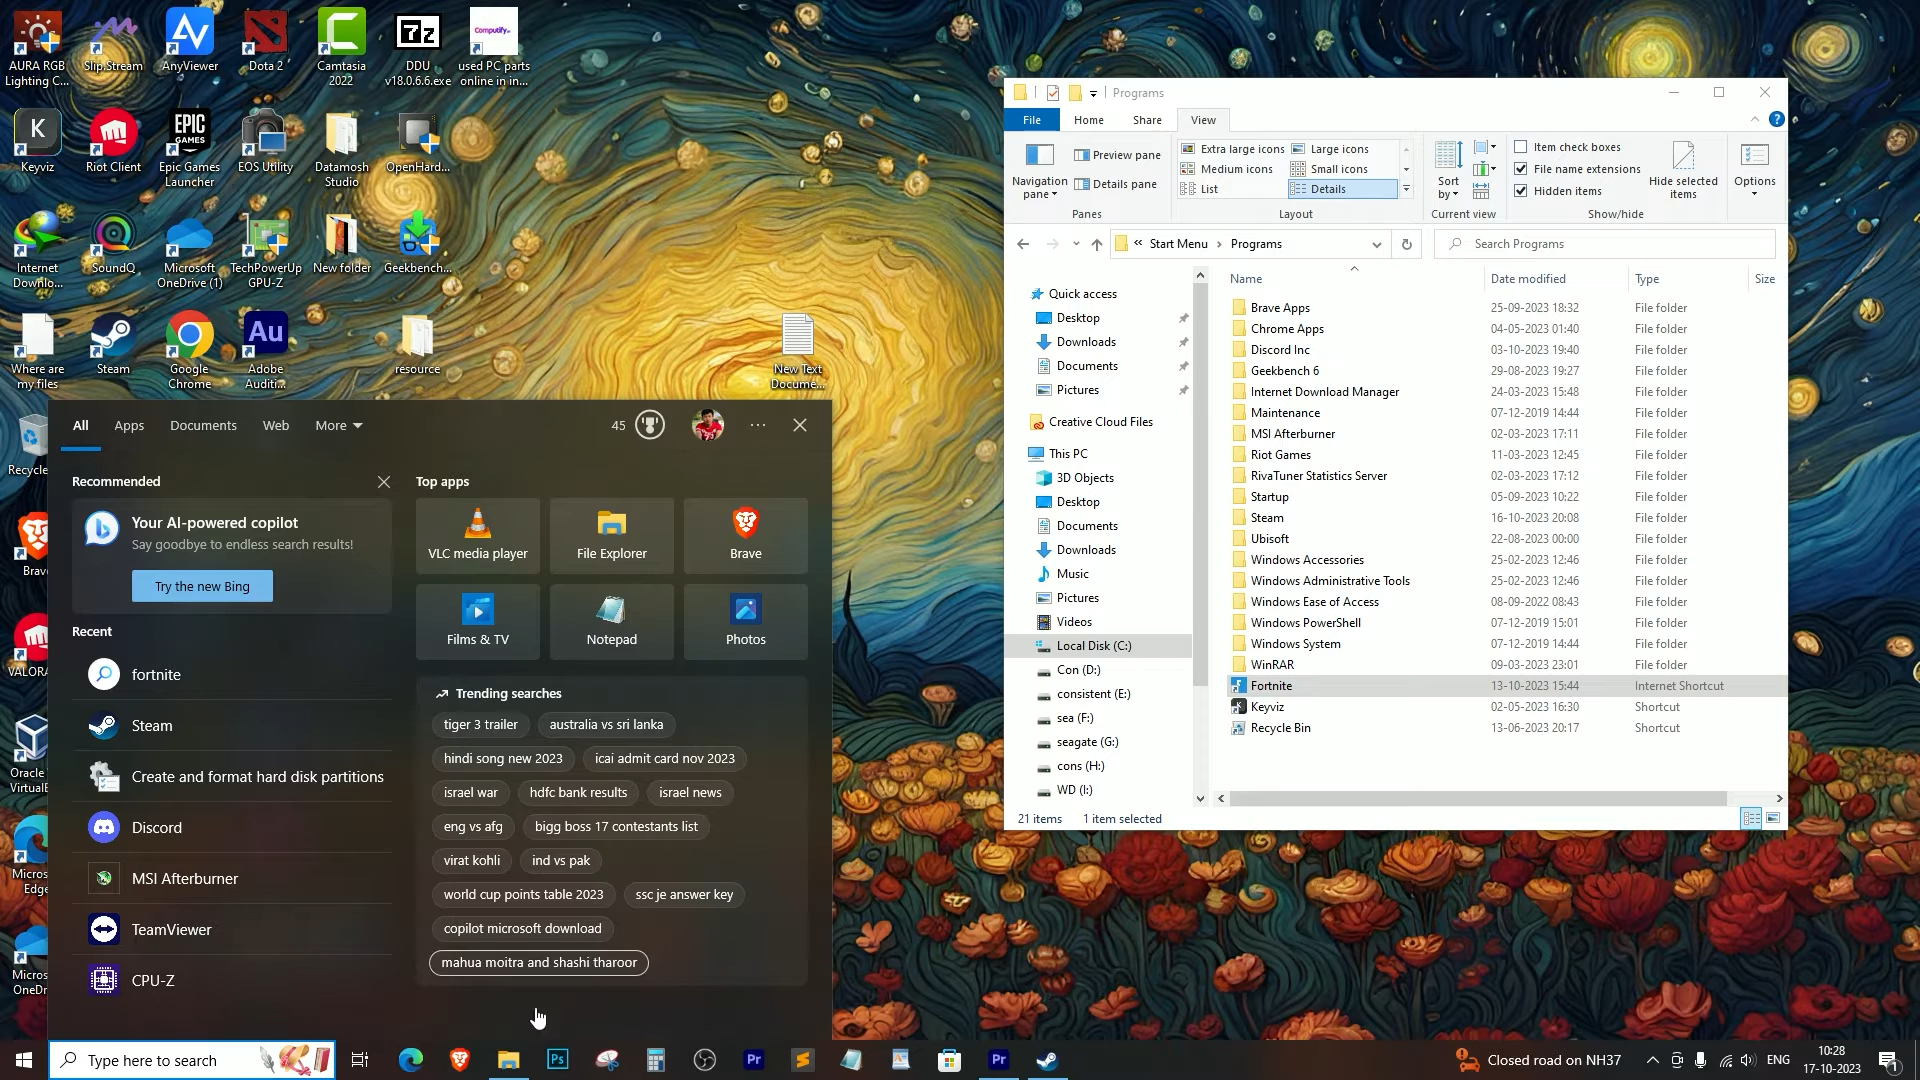 AURA RGB
Lighting C...
Slip.Stream
AnyViewer
Dota 2
Camtasia
2022
7z
DDU
v18.0.6.6.exe
used PC parts
online in in...
K
Keyviz
Riot Client
EPIC
GAMES
Epic Games
Launcher
EOS Utility
Datamosh
Studio
OpenHard...
Internet
Downlo...
SoundQ
Microsoft
OneDrive (1)
TechPowerUp
GPU-Z
New folder
Geekbench...
Where are
my files
Steam
Google
Chrome
Au
Adobe
Auditi...
resource
New Text
Docume...
Recycle
Brav
VALORA
Oracle
VirtualB
Micros
Edge
Micros
OneDr
All
Apps
Documents
Web
More
45
Recommended
Your AI-powered copilot
Say goodbye to endless search results!
Try the new Bing
Recent
fortnite
Steam
Create and format hard disk partitions
Discord
MSI Afterburner
TeamViewer
CPU-Z
Top apps
VLC media player
File Explorer
Brave
Films & TV
Notepad
Photos
Trending searches
tiger 3 trailer
australia vs sri lanka
hindi song new 2023
icai admit card nov 2023
israel war
hdfc bank results
israel news
eng vs afg
bigg boss 17 contestants list
virat kohli
ind vs pak
world cup points table 2023
ssc je answer key
copilot microsoft download
mahua moitra and shashi tharoor
Programs
File
Home
Share
View
Navigation
pane
Preview pane
Details pane
Panes
Extra large icons
Large icons
Medium icons
Small icons
List
Details
Layout
Sort
by
Current view
Item check boxes
File name extensions
Hidden items
Hide selected
items
Show/hide
Options
« Start Menu › Programs
Search Programs
Quick access
Desktop
Downloads
Documents
Pictures
Creative Cloud Files
This PC
3D Objects
Desktop
Documents
Downloads
Music
Pictures
Videos
Local Disk (C:)
Con (D:)
consistent (E:)
sea (F:)
seagate (G:)
cons (H:)
WD (I:)
Name Date modified Type Size
Brave Apps 25-09-2023 18:32 File folder
Chrome Apps 04-05-2023 01:40 File folder
Discord Inc 03-10-2023 19:40 File folder
Geekbench 6 29-08-2023 19:27 File folder
Internet Download Manager 24-03-2023 15:48 File folder
Maintenance 07-12-2019 14:44 File folder
MSI Afterburner 02-03-2023 17:11 File folder
Riot Games 11-03-2023 12:45 File folder
RivaTuner Statistics Server 02-03-2023 17:12 File folder
Startup 05-09-2023 10:22 File folder
Steam 16-10-2023 20:08 File folder
Ubisoft 22-08-2023 00:00 File folder
Windows Accessories 25-02-2023 12:46 File folder
Windows Administrative Tools 25-02-2023 12:46 File folder
Windows Ease of Access 08-09-2022 08:43 File folder
Windows PowerShell 07-12-2019 15:01 File folder
Windows System 07-12-2019 14:44 File folder
WinRAR 09-03-2023 23:01 File folder
Fortnite 13-10-2023 15:44 Internet Shortcut
Keyviz 02-05-2023 16:30 Shortcut
Recycle Bin 13-06-2023 20:17 Shortcut
21 items
1 item selected
Type here to search
Ps
Pr
Pr
Closed road on NH37
ENG
10:28
17-10-2023
1